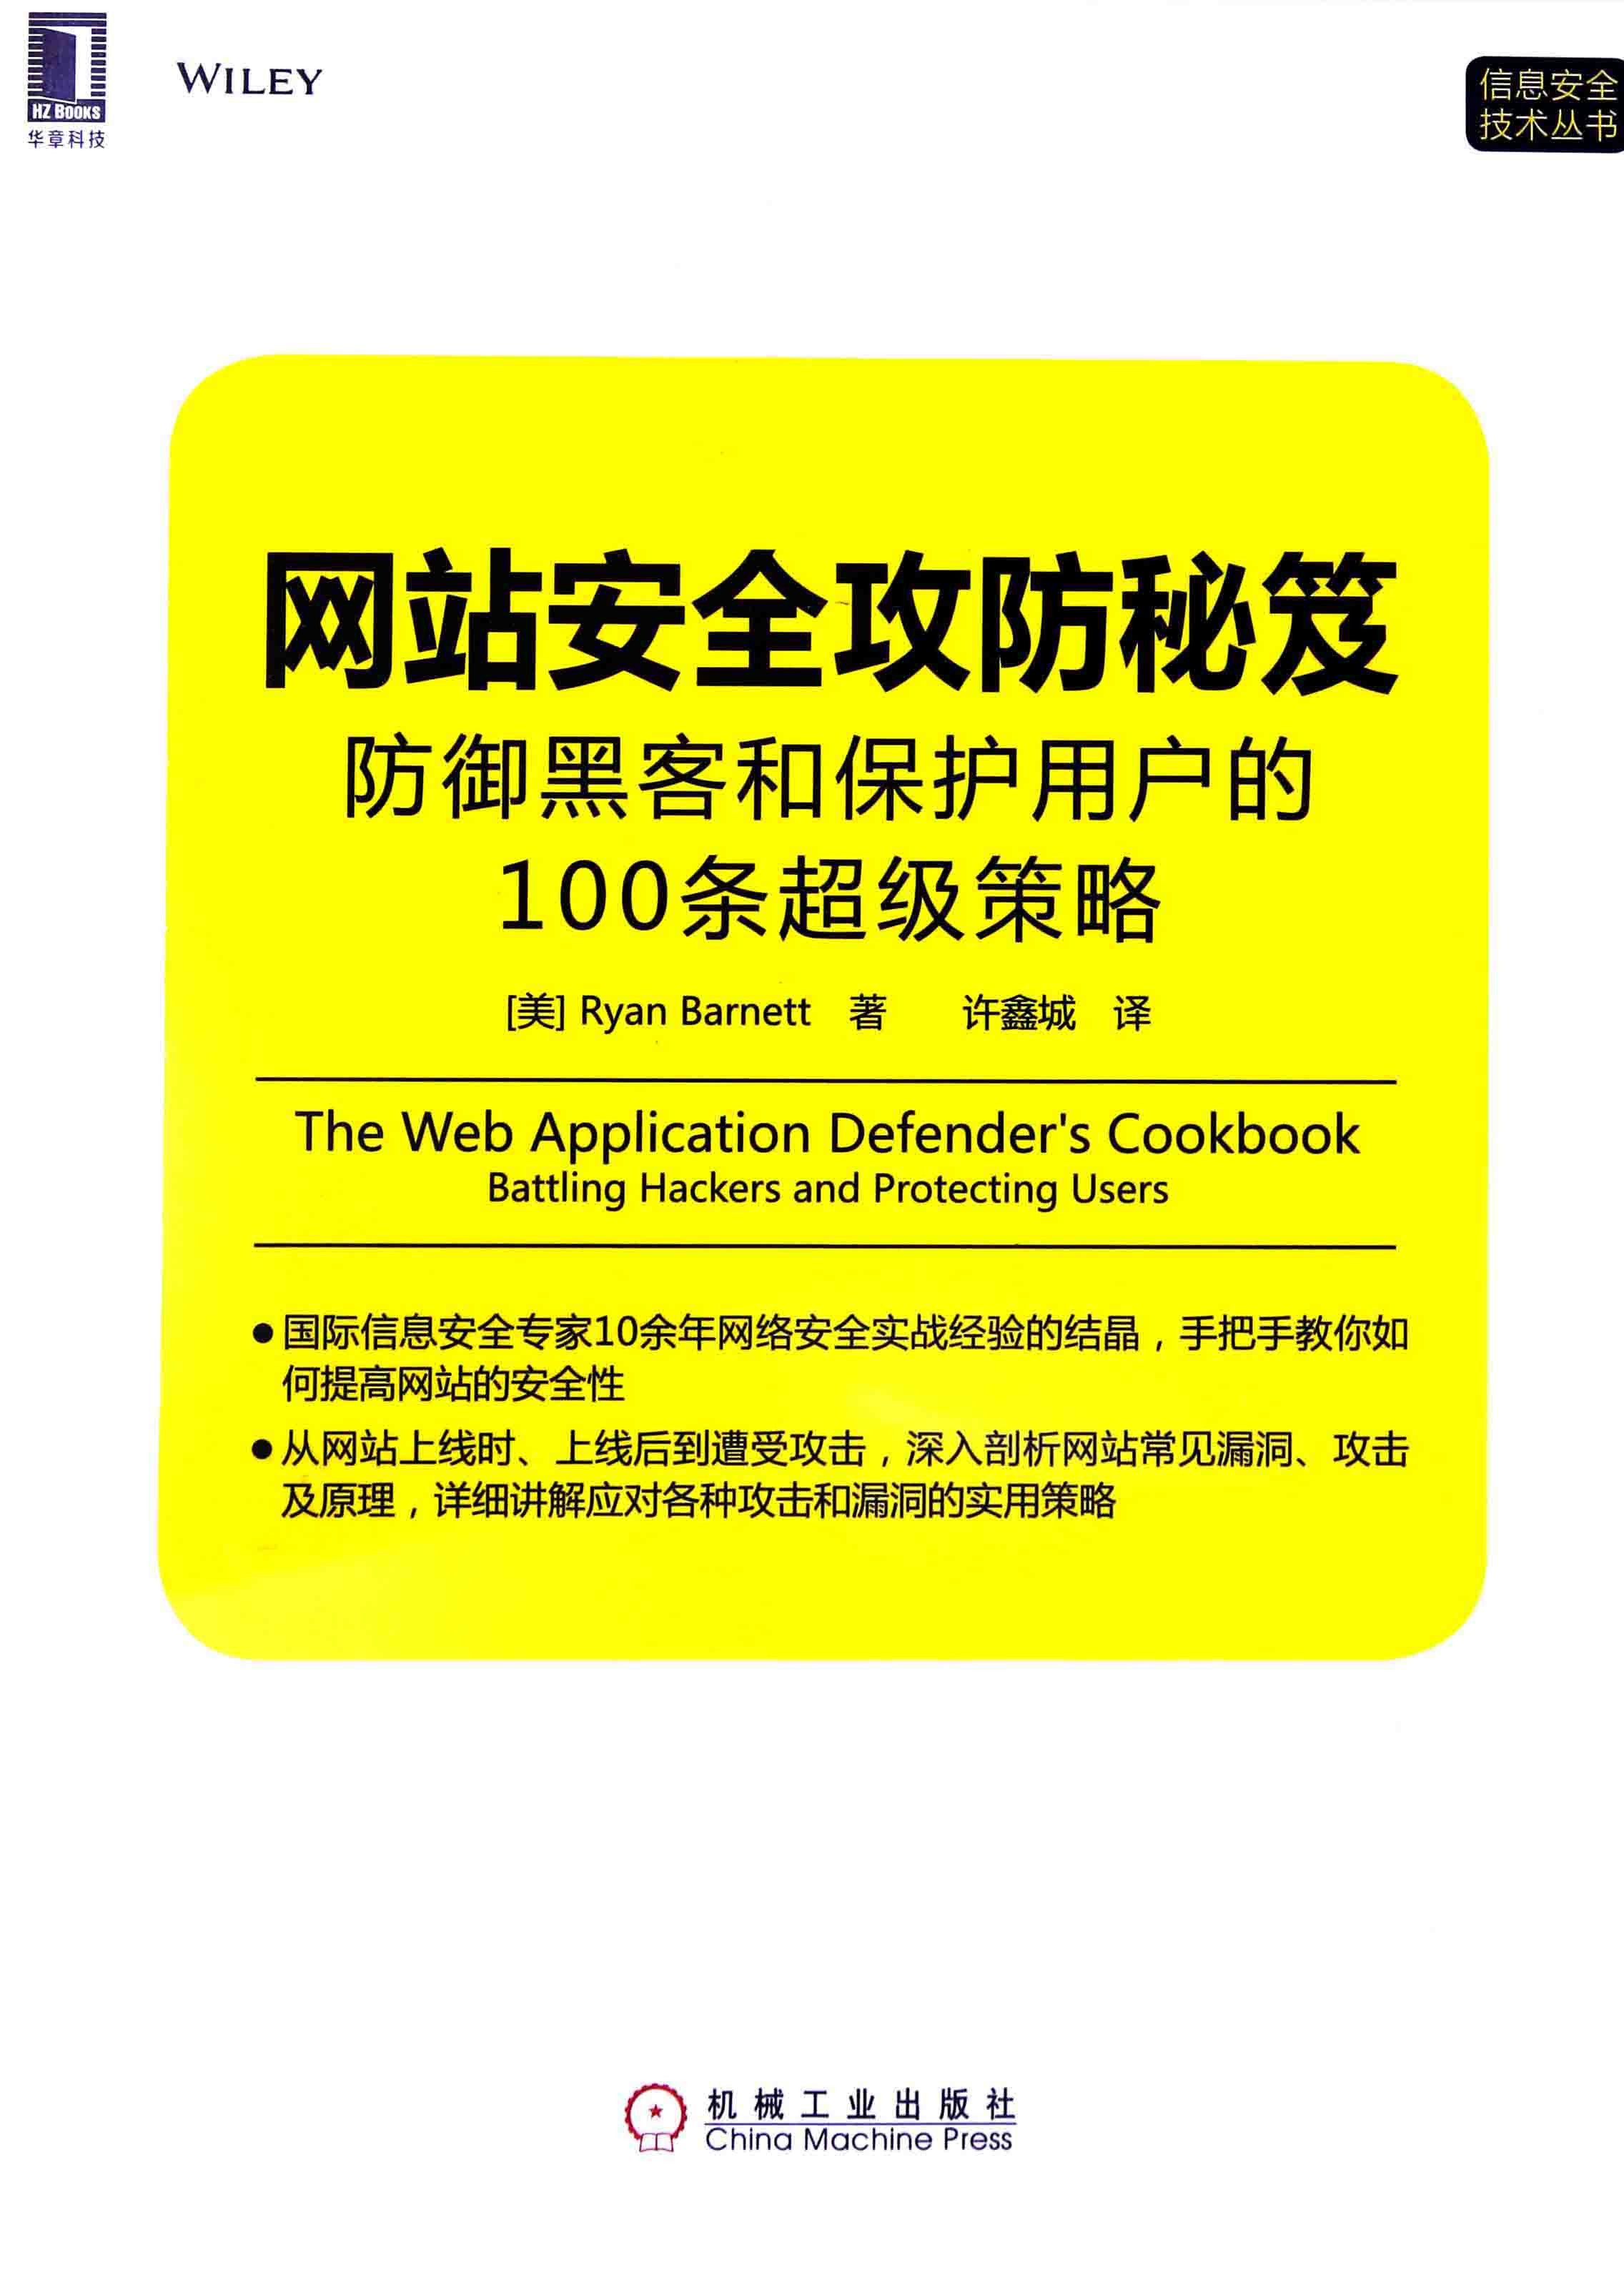 HZ BOOKS
华章科技
WILEY
信息安全
技术丛书
网站安全攻防秘笈
防御黑客和保护用户的
100条超级策略
[美] Ryan Barnett 著 许鑫城 译
The Web Application Defender's Cookbook
Battling Hackers and Protecting Users
●国际信息安全专家10余年网络安全实战经验的结晶，手把手教你如
何提高网站的安全性
●从网站上线时、上线后到遭受攻击，深入剖析网站常见漏洞、攻击
及原理，详细讲解应对各种攻击和漏洞的实用策略
机械工业出版社
China Machine Press